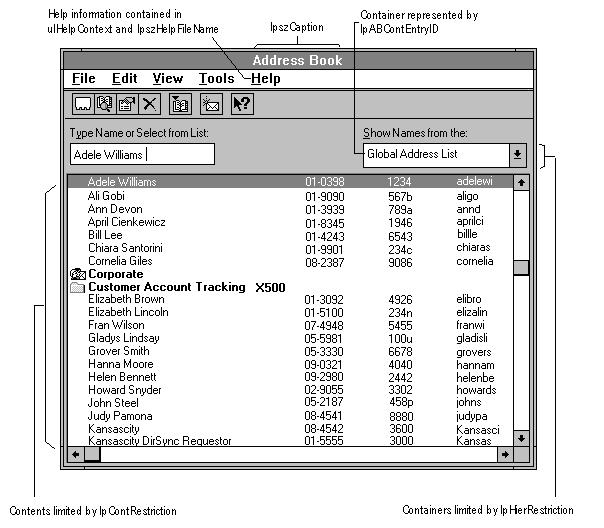 Help information contained in
ulHelpContext and lpszHelpFileName
lpszCaption
Container represented by
lpABContEntryID
Address Book
File Edit View Tools Help
Type Name or Select from List:
Show Names from the:
Adele Williams
Global Address List
Adele Williams 01-0398 1234 adelewi
Ali Gobi 01-9090 567b aligo
Ann Devon 01-3939 789a annd
April Cienkewicz 01-8345 1946 aprilci
Bill Lee 01-4243 6543 billle
Chiara Santorini 01-9901 234c chiaras
Cornelia Giles 08-2387 9086 cornelia
Corporate
Customer Account Tracking X500
Elizabeth Brown 01-3092 4926 elibro
Elizabeth Lincoln 01-5100 234n elizalin
Fran Wilson 07-4948 5455 franwi
Gladys Lindsay 05-5981 100u gladisli
Grover Smith 05-3330 6678 grovers
Hanna Moore 09-0321 4040 hannam
Helen Bennett 09-2980 2442 helenbe
Howard Snyder 02-9055 3302 howards
John Steel 05-2187 458p johns
Judy Pamona 08-4541 8880 judypa
Kansascity 08-4542 3600 Kansasci
Kansascity DirSync Requestor 01-5555 3000 Kansas
Contents limited by lpContRestriction
Containers limited by lpHierRestriction